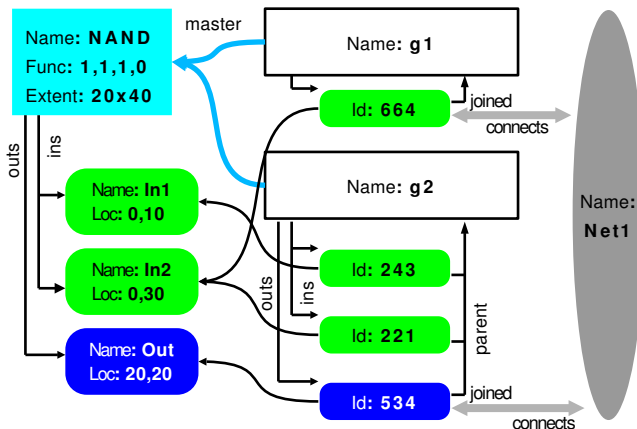 master
Name: NAND
Func: 1,1,1,0
Extent: 20x40
Name: g1
Id: 664
joined
connects
outs
ins
Name: g2
Name: In1
Loc: 0,10
Name:
Net1
Id: 243
Name: In2
Loc: 0,30
outs
ins
Id: 221
parent
Name: Out
Loc: 20,20
Id: 534
joined
connects